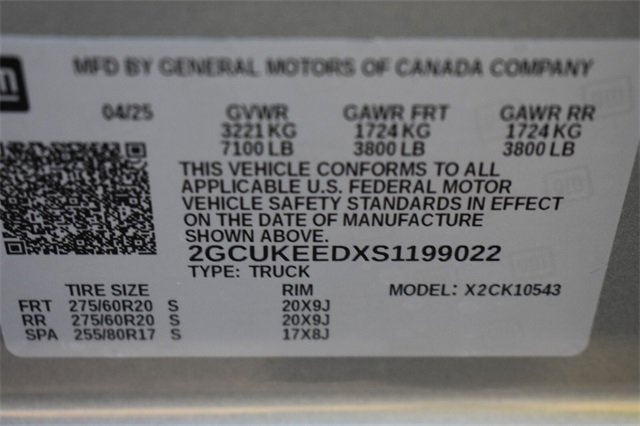 gm
MFD BY GENERAL MOTORS OF CANADA COMPANY
04/25 GVWR GAWR FRT GAWR RR
3221 KG 1724 KG 1724 KG
7100 LB 3800 LB 3800 LB
THIS VEHICLE CONFORMS TO ALL
APPLICABLE U.S. FEDERAL MOTOR
VEHICLE SAFETY STANDARDS IN EFFECT
ON THE DATE OF MANUFACTURE
SHOWN ABOVE.
2GCUKEEDXS1199022
TYPE: TRUCK
TIRE SIZE RIM MODEL: X2CK10543
FRT 275/60R20 S 20X9J
RR 275/60R20 S 20X9J
SPA 255/80R17 S 17X8J